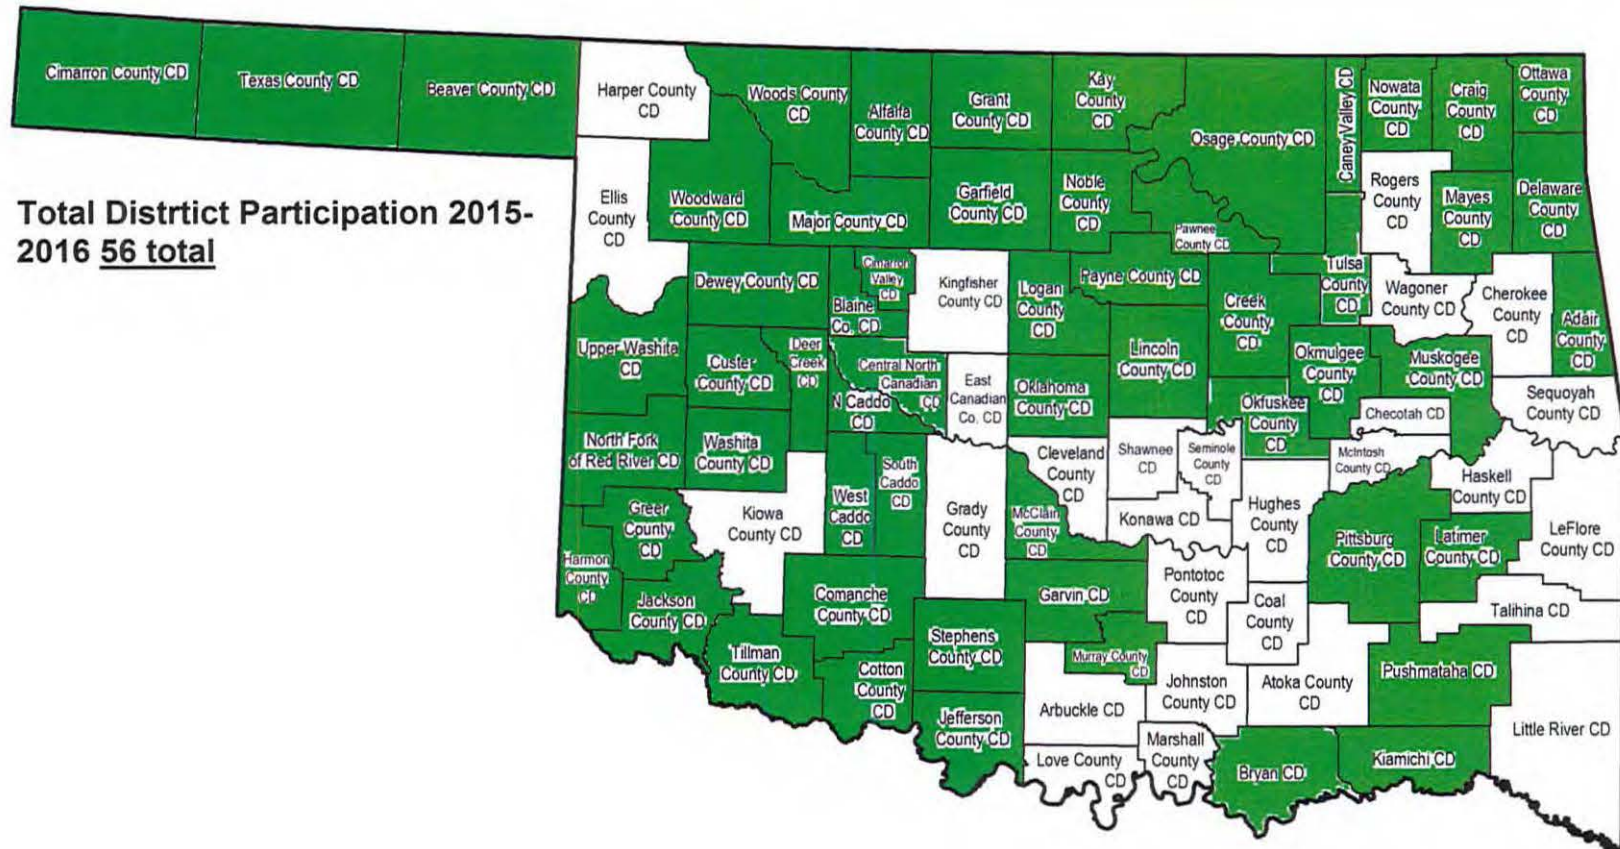 Cimarron County CD
Texas County CD
Beaver County CD
Harper County
CD
Woods County
CD
Alfalfa
County CD
Grant
County CD
Kay
County
CD
Osage County CD
Caney Valley CD
Nowata
County
CD
Craig
County
CD
Ottawa
County
CD
Total Distrtict Participation 2015-
2016 56 total
Ellis
County
CD
Woodward
County CD
Major County CD
Garfield
County CD
Noble
County
CD
Pawnee
County CD
Rogers
County
CD
Mayes
County
CD
Delaware
County
CD
Dewey County CD
Cimarron
Valley
CD
Blaine
Co. CD
Kingfisher
County CD
Logan
County
CD
Payne County CD
Creek
County
CD
Tulsa
County
CD
Wagoner
County CD
Cherokee
County
CD
Adair
County
CD
Upper Washita
CD
Custer
County CD
Deer
Creek
CD
Central North
Canadian
CD
N Caddo
CD
East
Canadian
Co. CD
Oklahoma
County CD
Lincoln
County CD
Okmulgee
County
CD
Muskogee
County CD
Okfuskee
County
CD
Checotah CD
Sequoyah
County CD
North Fork
of Red River CD
Washita
County CD
West
Caddo
CD
South
Caddo
CD
Grady
County
CD
Cleveland
County
CD
Shawnee
CD
Seminole
County
CD
McIntosh
County CD
Haskell
County CD
Greer
County
CD
Kiowa
County CD
McClain
County
CD
Konawa CD
Hughes
County
CD
Pittsburg
County CD
Latimer
County CD
LeFlore
County CD
Harmon
County
CD
Jackson
County CD
Comanche
County CD
Garvin CD
Pontotoc
County
CD
Coal
County
CD
Talihina CD
Tillman
County CD
Cotton
County
CD
Stephens
County CD
Murray County
CD
Johnston
County CD
Atoka County
CD
Pushmataha CD
Jefferson
County CD
Arbuckle CD
Little River CD
Love County
CD
Marshall
County
CD
Bryan CD
Kiamichi CD